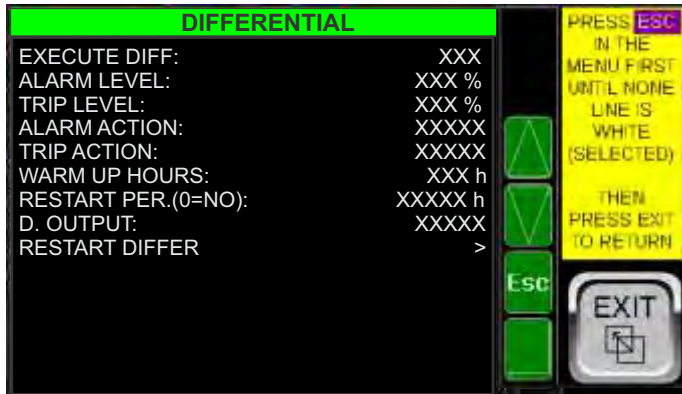 DIFFERENTIAL
EXECUTE DIFF: XXX
ALARM LEVEL: XXX %
TRIP LEVEL: XXX %
ALARM ACTION: XXXXX
TRIP ACTION: XXXXX
WARM UP HOURS: XXX h
RESTART PER.(0=NO): XXXXX h
D. OUTPUT: XXXXX
RESTART DIFFER >
Esc
PRESS ESC
IN THE
MENU FIRST
UNTIL NONE
LINE IS
WHITE
(SELECTED)
THEN
PRESS EXIT
TO RETURN
EXIT